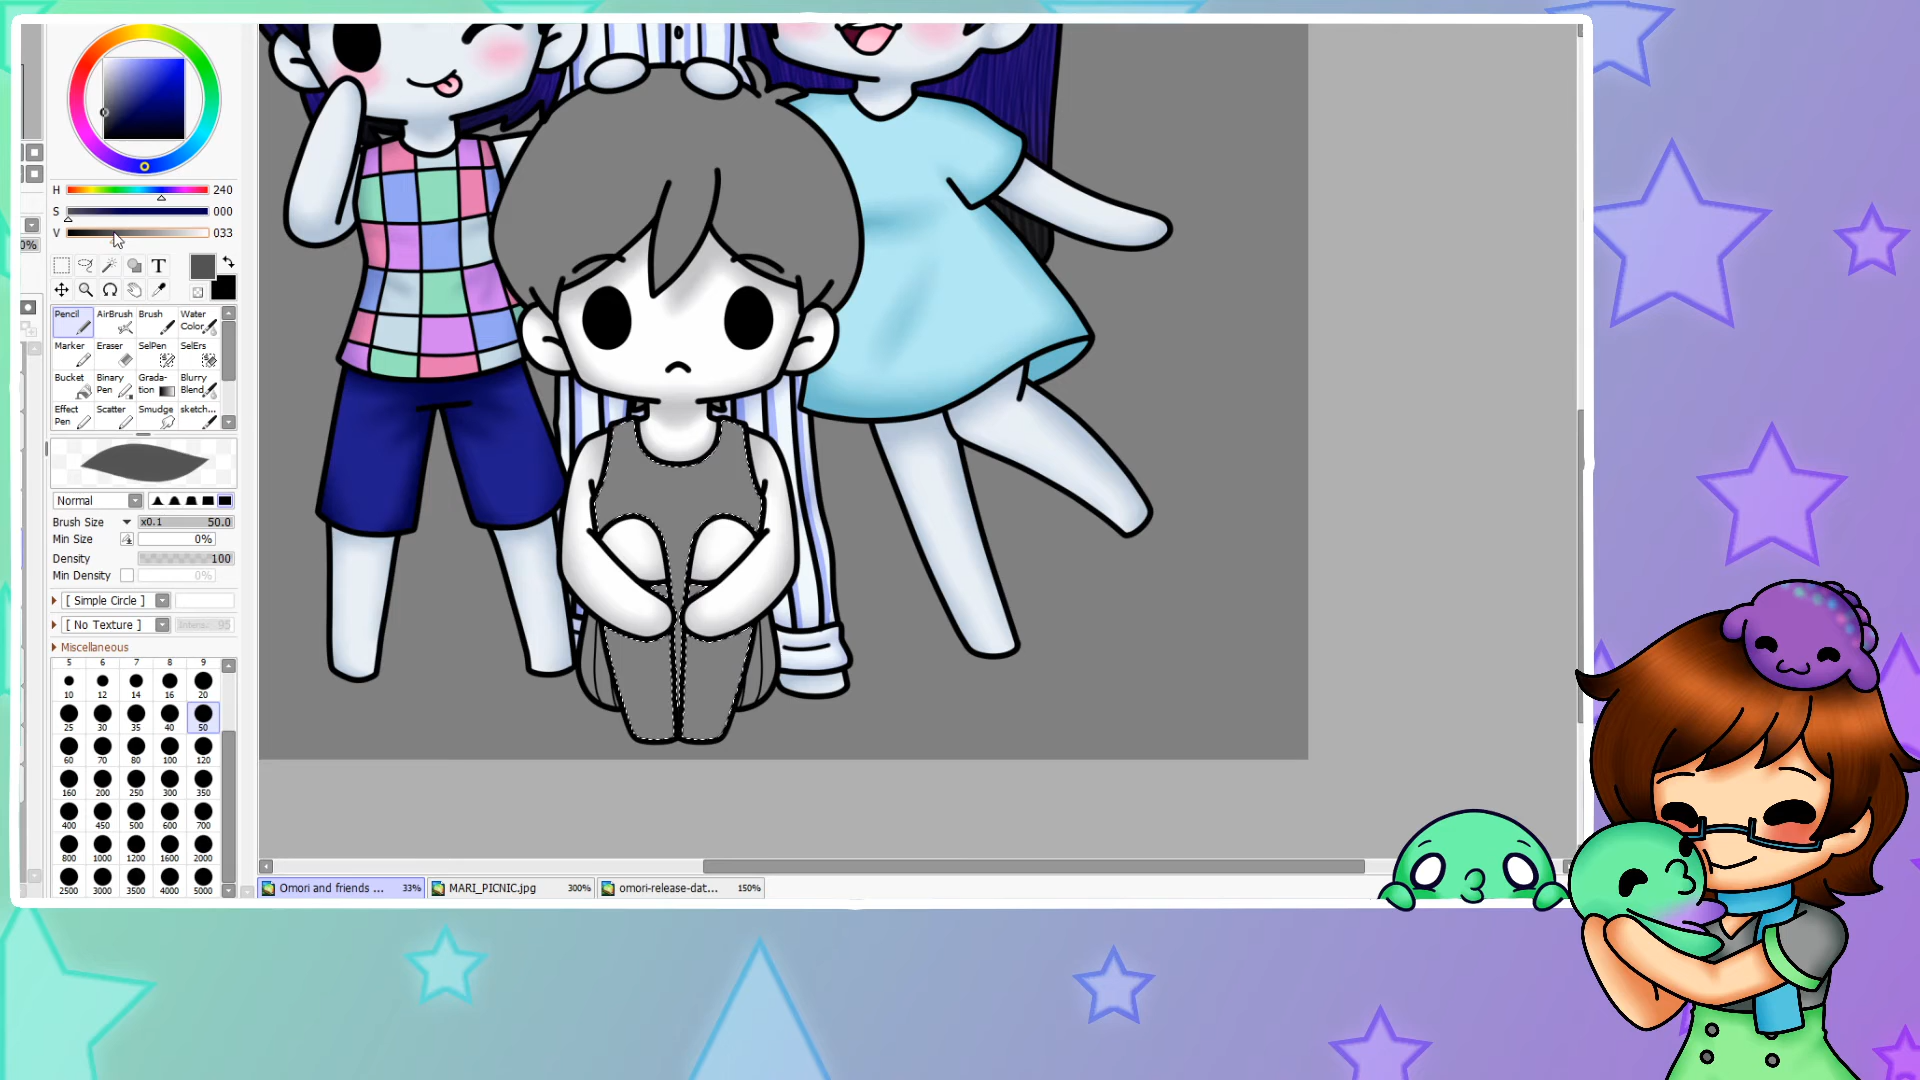 H 240
S 000
V 033
0%
T
Pencil AirBrush Brush Water Color
Marker Eraser SelPen SelErs
Bucket Binary Pen Grada-tion Blurry Blend
Effect Pen Scatter Smudge sketch...
Normal
Brush Size x0.1 50.0
Min Size 0%
Density 100
Min Density 0%
[ Simple Circle ]
[ No Texture ] 95
Miscellaneous
5 6 7 8 9
10 12 14 16 20
25 30 35 40 50
60 70 80 100 120
160 200 250 300 350
400 450 500 600 700
800 1000 1200 1600 2000
2500 3000 3500 4000 5000
Omori and friends ... 33% MARI_PICNIC.jpg 300% omori-release-dat... 150%